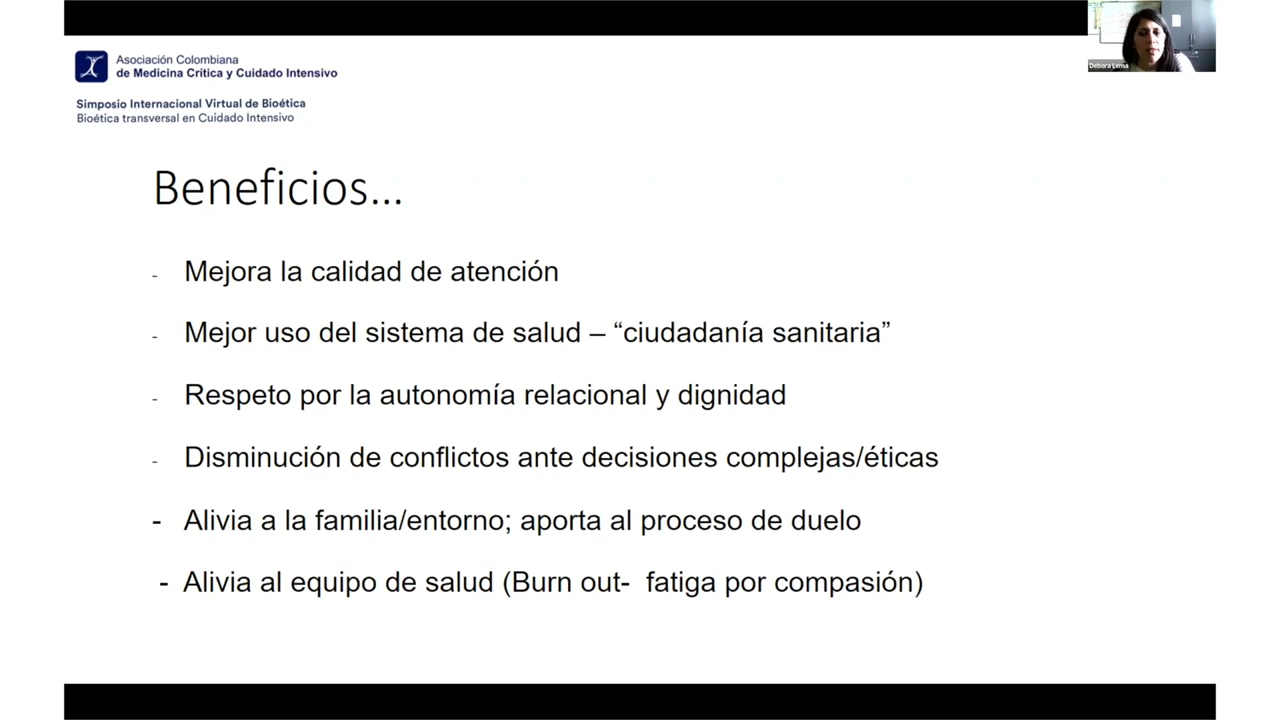 Asociación Colombiana
de Medicina Crítica y Cuidado Intensivo
Simposio Internacional Virtual de Bioética
Bioética transversal en Cuidado Intensivo
Debora Lema
Beneficios...
- Mejora la calidad de atención
- Mejor uso del sistema de salud – “ciudadanía sanitaria”
- Respeto por la autonomía relacional y dignidad
- Disminución de conflictos ante decisiones complejas/éticas
- Alivia a la familia/entorno; aporta al proceso de duelo
- Alivia al equipo de salud (Burn out- fatiga por compasión)